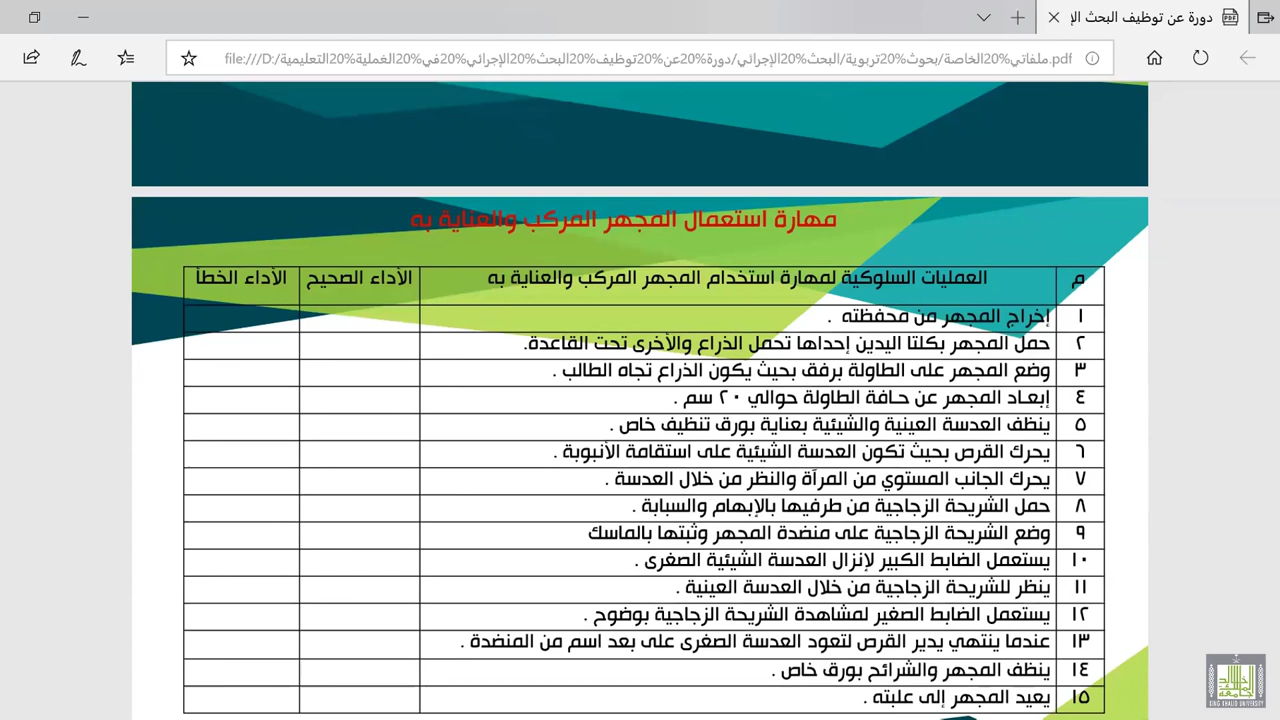 دورة عن توظيف البحث الإ
file:///D:/ملفاتي%20الخاصة/بحوث%20تربوية/البحث%20الإجرائي/دورة%20عن%20توظيف%20البحث%20الإجرائي%20في%20العملية%20التعليمية.pdf
مهارة استعمال المجهر المركب والعناية به
م العمليات السلوكية لمهارة استخدام المجهر المركب والعناية به الأداء الصحيح الأداء الخطأ
١ إخراج المجهر من محفظته .
٢ حمل المجهر بكلتا اليدين إحداها تحمل الذراع والأخرى تحت القاعدة.
٣ وضع المجهر على الطاولة برفق بحيث يكون الذراع تجاه الطالب .
٤ إبعاد المجهر عن حافة الطاولة حوالي ٢٠ سم .
٥ ينظف العدسة العينية والشيئية بعناية بورق تنظيف خاص .
٦ يحرك القرص بحيث تكون العدسة الشيئية على استقامة الأنبوبة .
٧ يحرك الجانب المستوي من المرآة والنظر من خلال العدسة .
٨ حمل الشريحة الزجاجية من طرفيها بالإبهام والسبابة .
٩ وضع الشريحة الزجاجية على منضدة المجهر وثبتها بالماسك
١٠ يستعمل الضابط الكبير لإنزال العدسة الشيئية الصغرى .
١١ ينظر للشريحة الزجاجية من خلال العدسة العينية .
١٢ يستعمل الضابط الصغير لمشاهدة الشريحة الزجاجية بوضوح .
١٣ عندما ينتهي يدير القرص لتعود العدسة الصغرى على بعد اسم من المنضدة .
١٤ ينظف المجهر والشرائح بورق خاص .
١٥ يعيد المجهر إلى علبته .
KING KHALID UNIVERSITY